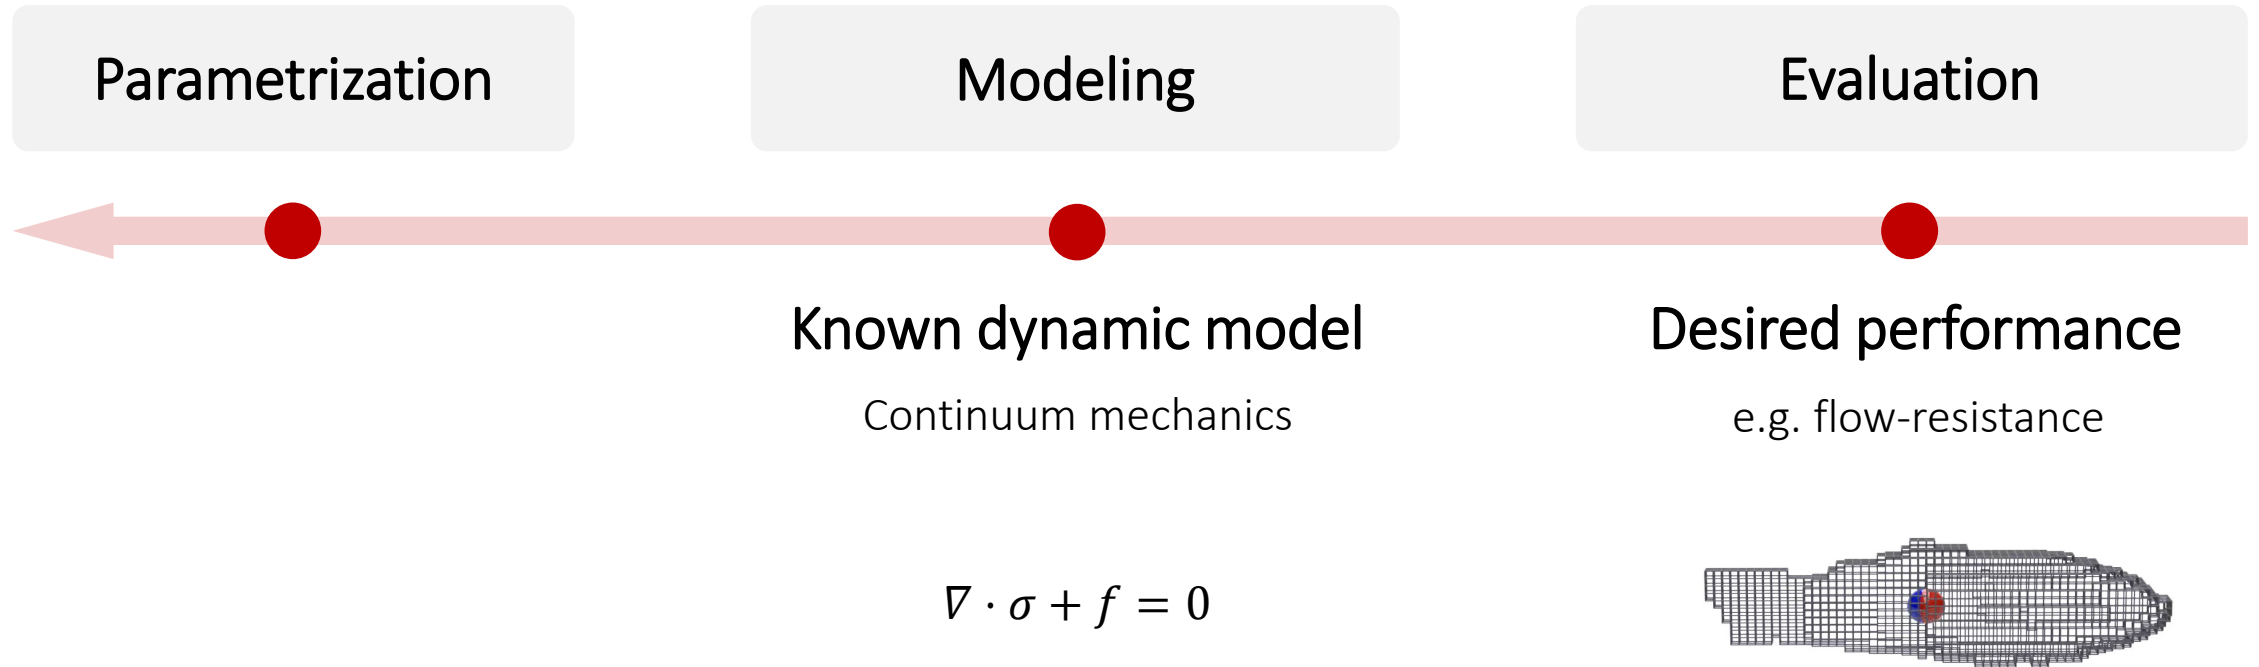 Parametrization
Modeling
Evaluation
Known dynamic model
Desired performance
Continuum mechanics
e.g. flow-resistance
∇ · σ + f = 0